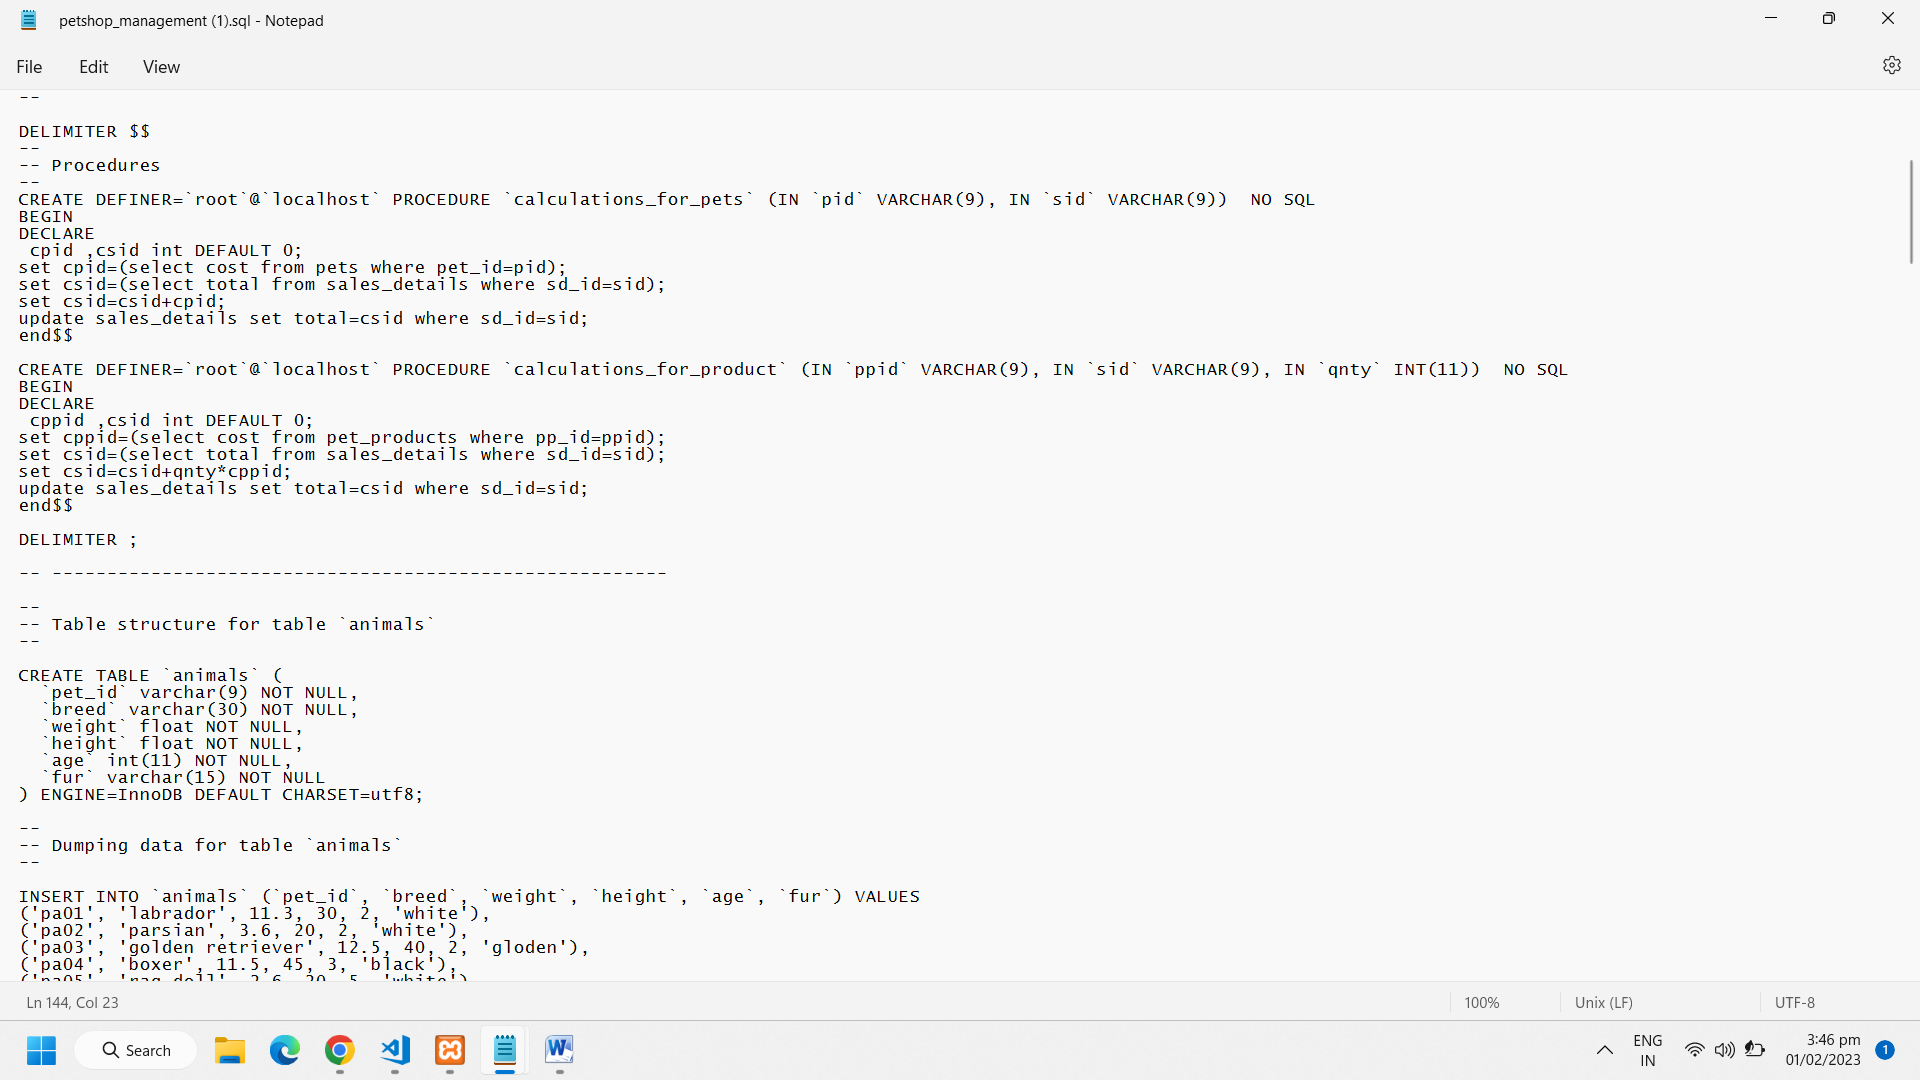 petshop_management (1).sql - Notepad
File Edit View
--
DELIMITER $$
--
-- Procedures
--
CREATE DEFINER=`root`@`localhost` PROCEDURE `calculations_for_pets` (IN `pid` VARCHAR(9), IN `sid` VARCHAR(9))  NO SQL
BEGIN
DECLARE
 cpid ,csid int DEFAULT 0;
set cpid=(select cost from pets where pet_id=pid);
set csid=(select total from sales_details where sd_id=sid);
set csid=csid+cpid;
update sales_details set total=csid where sd_id=sid;
end$$
CREATE DEFINER=`root`@`localhost` PROCEDURE `calculations_for_product` (IN `ppid` VARCHAR(9), IN `sid` VARCHAR(9), IN `qnty` INT(11))  NO SQL
BEGIN
DECLARE
 cppid ,csid int DEFAULT 0;
set cppid=(select cost from pet_products where pp_id=ppid);
set csid=(select total from sales_details where sd_id=sid);
set csid=csid+qnty*cppid;
update sales_details set total=csid where sd_id=sid;
end$$
DELIMITER ;
-- --------------------------------------------------------
--
-- Table structure for table `animals`
--
CREATE TABLE `animals` (
  `pet_id` varchar(9) NOT NULL,
  `breed` varchar(30) NOT NULL,
  `weight` float NOT NULL,
  `height` float NOT NULL,
  `age` int(11) NOT NULL,
  `fur` varchar(15) NOT NULL
) ENGINE=InnoDB DEFAULT CHARSET=utf8;
--
-- Dumping data for table `animals`
--
INSERT INTO `animals` (`pet_id`, `breed`, `weight`, `height`, `age`, `fur`) VALUES
('pa01', 'labrador', 11.3, 30, 2, 'white'),
('pa02', 'parsian', 3.6, 20, 2, 'white'),
('pa03', 'golden retriever', 12.5, 40, 2, 'gloden'),
('pa04', 'boxer', 11.5, 45, 3, 'black'),
('pa05', 'rag doll', 2.6, 20, 5, 'white')
Ln 144, Col 23 100% Unix (LF) UTF-8
Search ENG IN 3:46 pm 01/02/2023 1